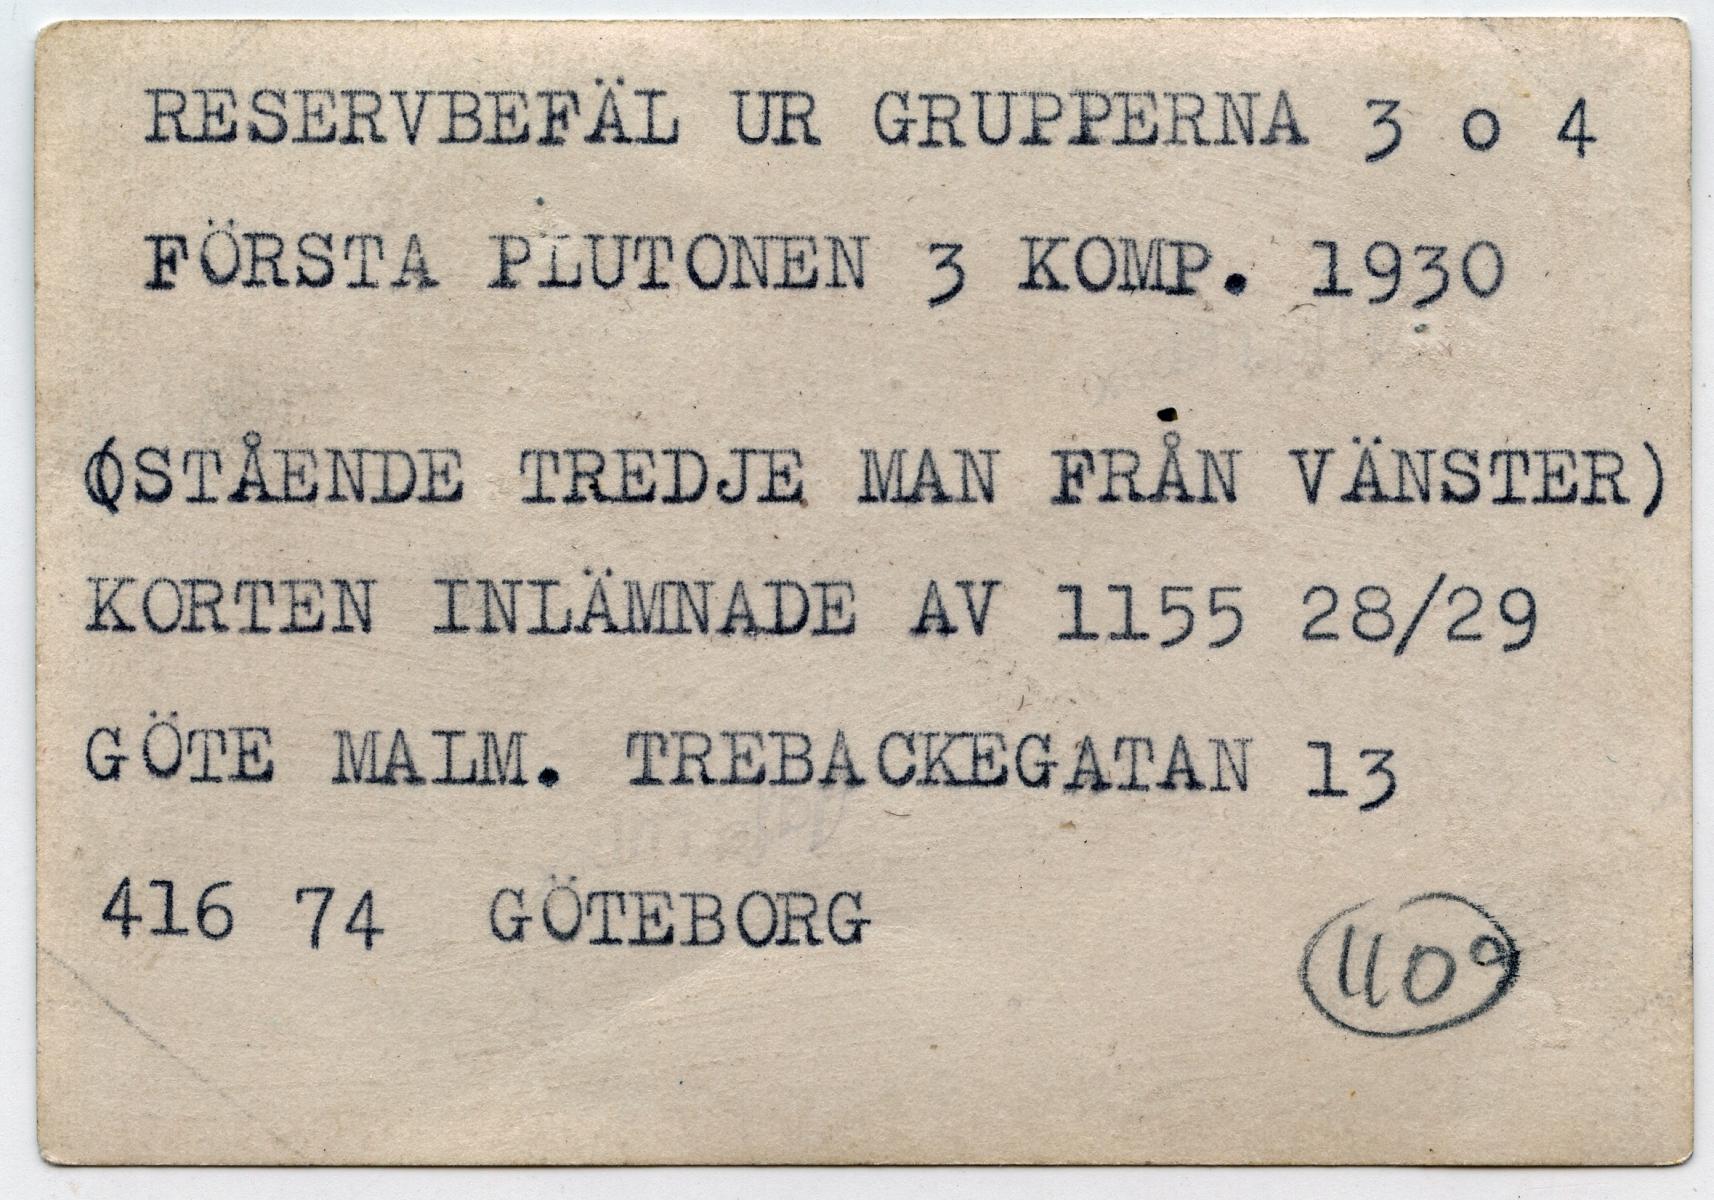 RESERVBEFÄL UR GRUPPERNA 3 o 4
FÖRSTA PLUTONEN 3 KOMP. 1930
(STÅENDE TREDJE MAN FRÅN VÄNSTER)
KORTEN INLÄMNADE AV 1155 28/29
GÖTE MALM. TREBACKEGATAN 13
416 74 GÖTEBORG
1109